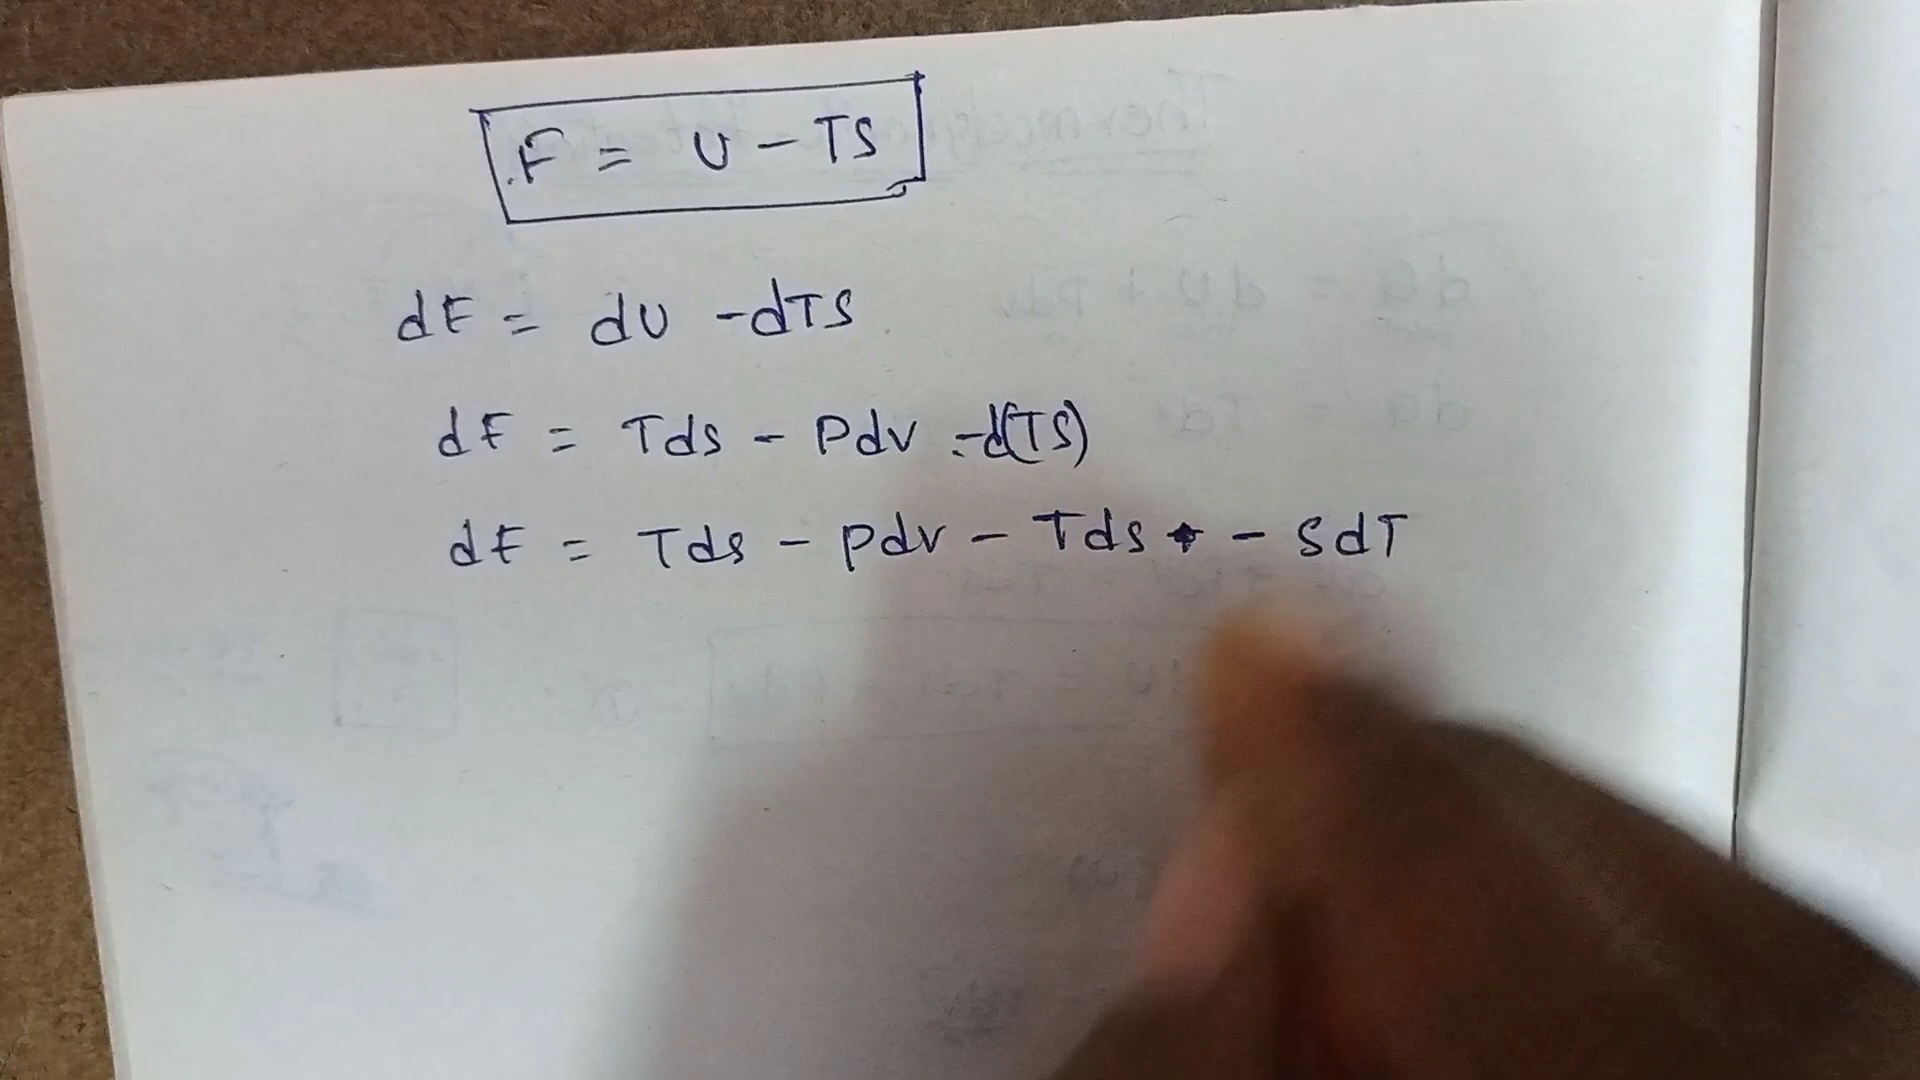 F = U - TS
dF = dU - dTS
dF = Tds - Pdv - d(TS)
dF = Tds - pdv - Tds - SdT